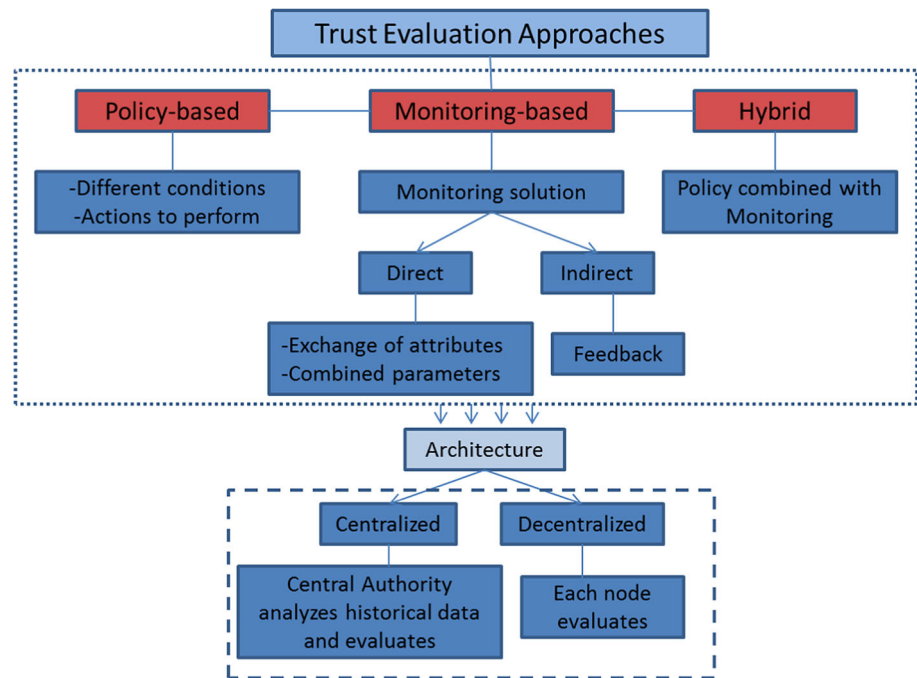 Trust Evaluation Approaches
Policy-based
Monitoring-based
Hybrid
-Different conditions
-Actions to perform
Monitoring solution
Policy combined with
Monitoring
Direct
Indirect
-Exchange of attributes
-Combined parameters
Feedback
Architecture
Centralized
Decentralized
Central Authority
analyzes historical data
and evaluates
Each node
evaluates